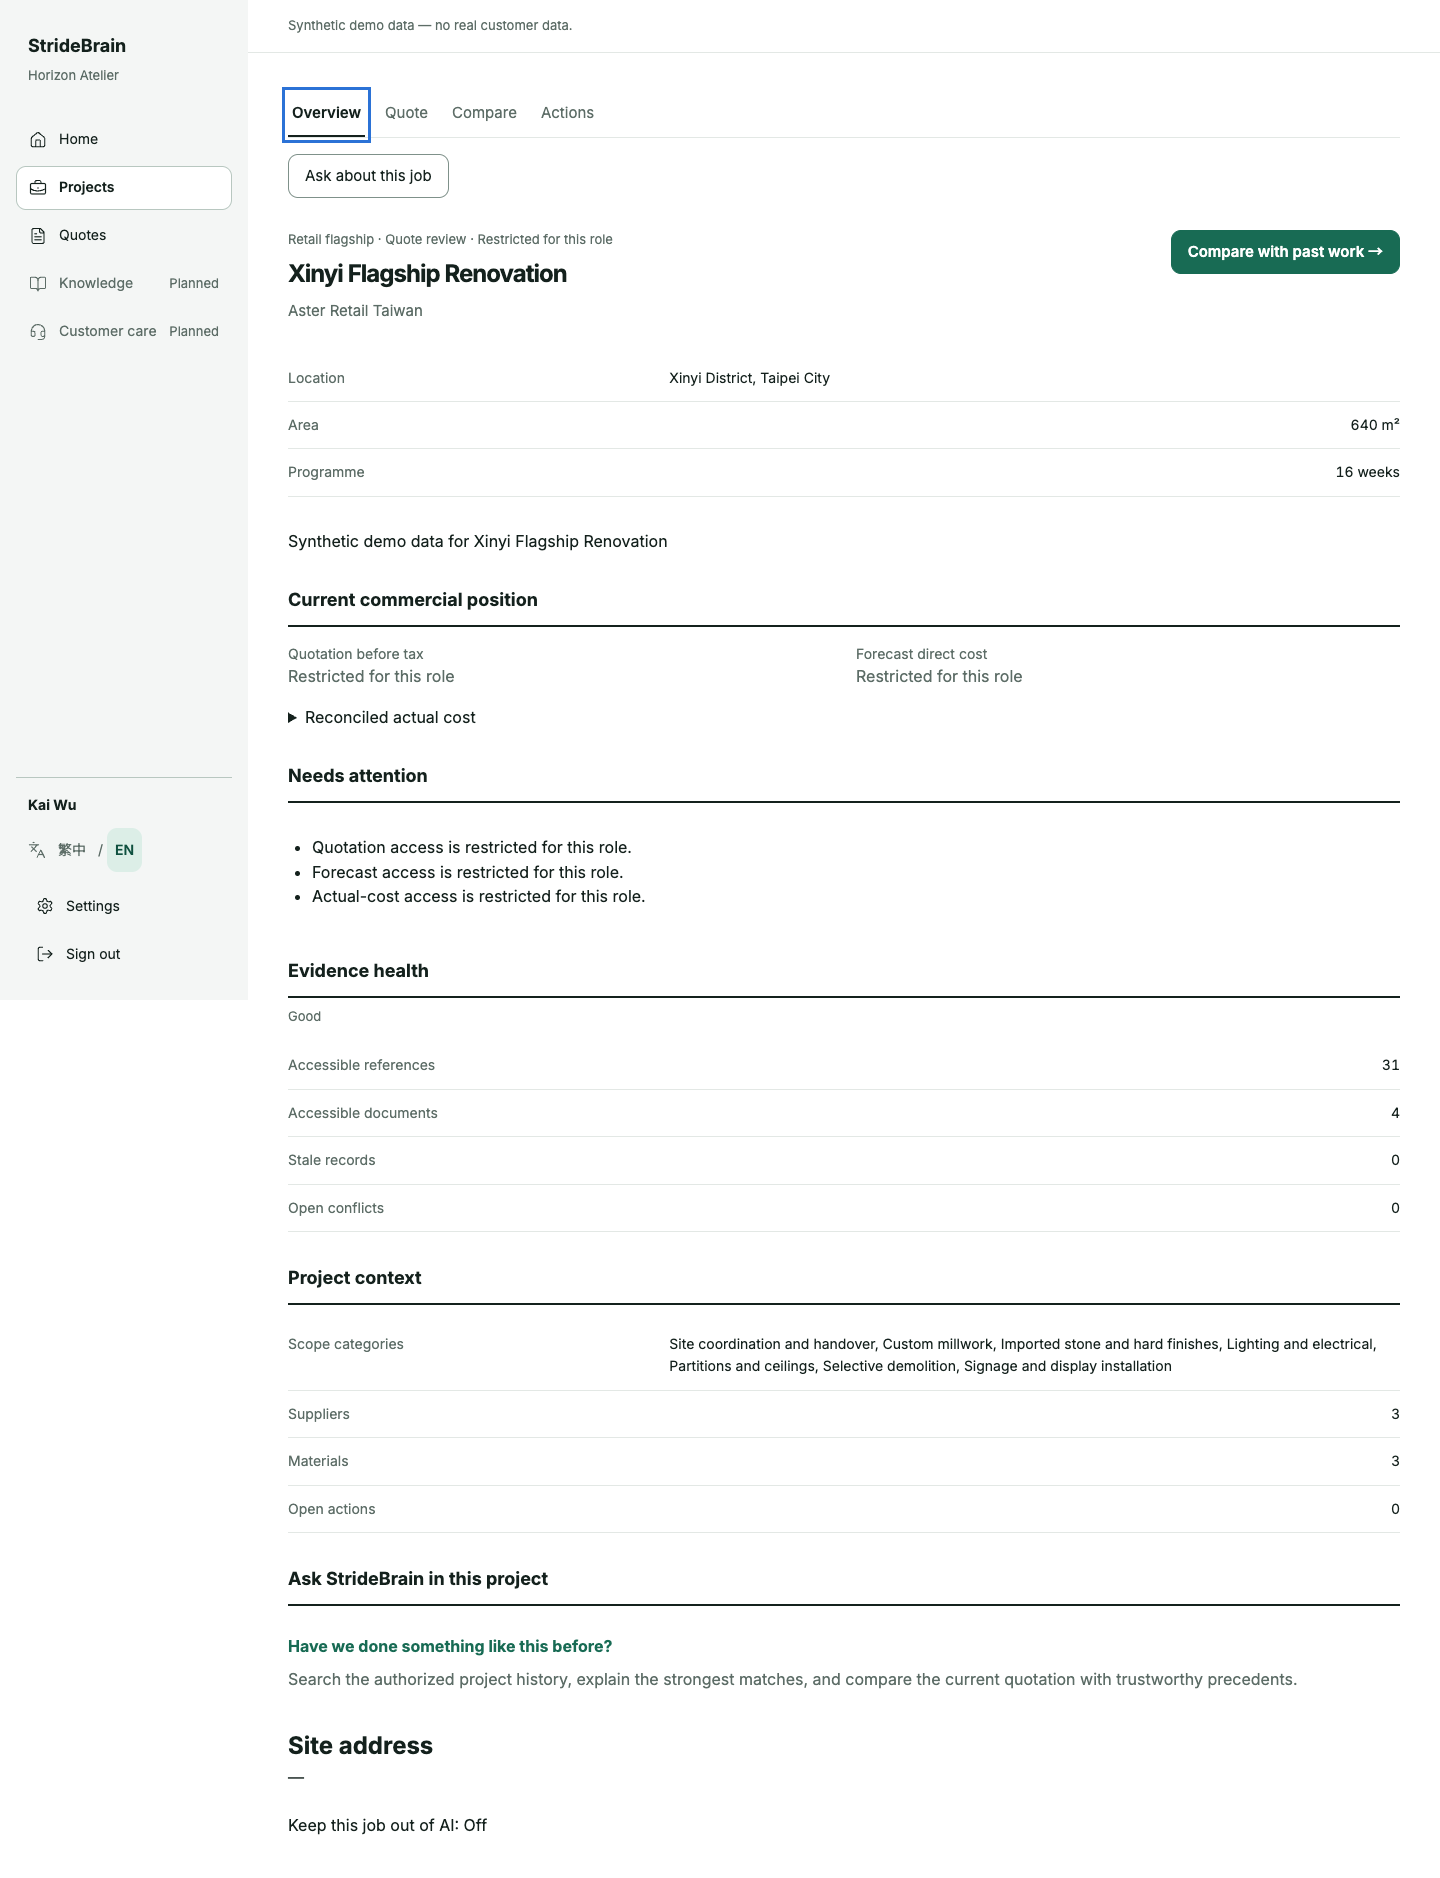 StrideBrain
Horizon Atelier
Home
Projects
Quotes
Knowledge Planned
Customer care Planned
Kai Wu
繁中 / EN
Settings
Sign out
Synthetic demo data — no real customer data.
Overview Quote Compare Actions
Ask about this job
Retail flagship · Quote review · Restricted for this role
Xinyi Flagship Renovation
Aster Retail Taiwan
Compare with past work →
Location Xinyi District, Taipei City
Area 640 m²
Programme 16 weeks
Synthetic demo data for Xinyi Flagship Renovation
Current commercial position
Quotation before tax Forecast direct cost
Restricted for this role Restricted for this role
▶ Reconciled actual cost
Needs attention
• Quotation access is restricted for this role.
• Forecast access is restricted for this role.
• Actual-cost access is restricted for this role.
Evidence health
Good
Accessible references 31
Accessible documents 4
Stale records 0
Open conflicts 0
Project context
Scope categories Site coordination and handover, Custom millwork, Imported stone and hard finishes, Lighting and electrical,
Partitions and ceilings, Selective demolition, Signage and display installation
Suppliers 3
Materials 3
Open actions 0
Ask StrideBrain in this project
Have we done something like this before?
Search the authorized project history, explain the strongest matches, and compare the current quotation with trustworthy precedents.
Site address
—
Keep this job out of AI: Off